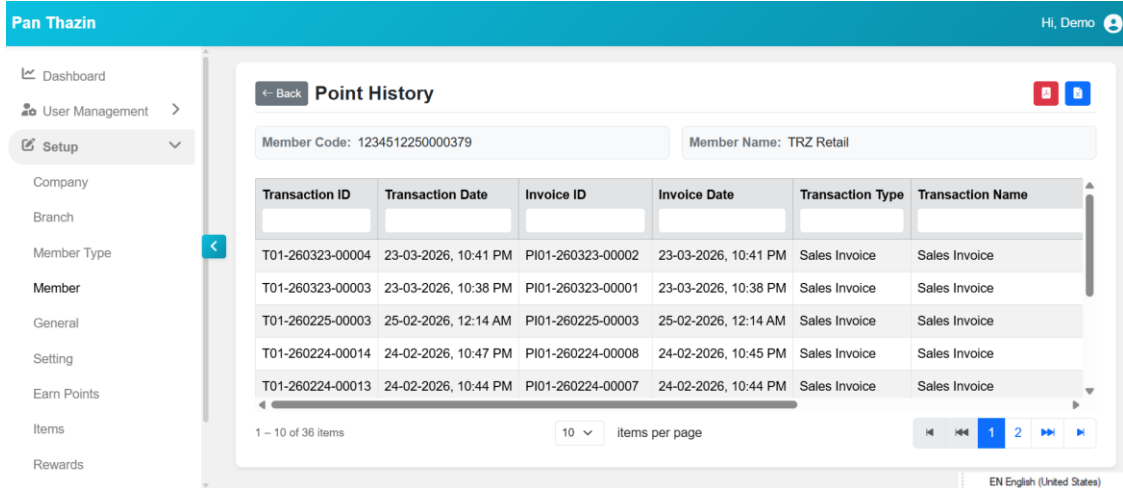 Pan Thazin
Hi, Demo
Dashboard
User Management
Setup
Company
Branch
Member Type
Member
General
Setting
Earn Points
Items
Rewards
← Back Point History
Member Code: 1234512250000379 Member Name: TRZ Retail
Transaction ID Transaction Date Invoice ID Invoice Date Transaction Type Transaction Name
T01-260323-00004 23-03-2026, 10:41 PM PI01-260323-00002 23-03-2026, 10:41 PM Sales Invoice Sales Invoice
T01-260323-00003 23-03-2026, 10:38 PM PI01-260323-00001 23-03-2026, 10:38 PM Sales Invoice Sales Invoice
T01-260225-00003 25-02-2026, 12:14 AM PI01-260225-00003 25-02-2026, 12:14 AM Sales Invoice Sales Invoice
T01-260224-00014 24-02-2026, 10:47 PM PI01-260224-00008 24-02-2026, 10:45 PM Sales Invoice Sales Invoice
T01-260224-00013 24-02-2026, 10:44 PM PI01-260224-00007 24-02-2026, 10:44 PM Sales Invoice Sales Invoice
1 – 10 of 36 items 10 items per page 1 2
EN English (United States)